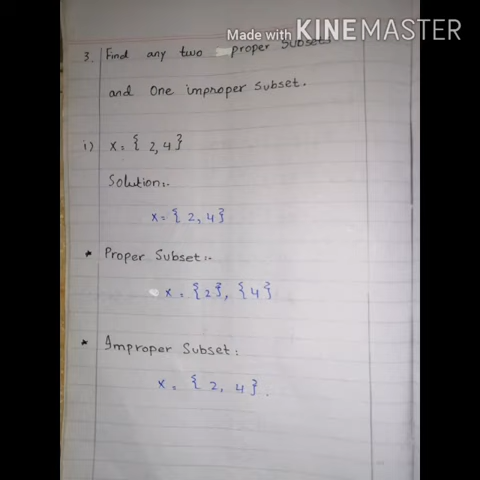 Made with KINEMASTER
3. Find any two proper Subsets
and One improper Subset.
i) X = { 2, 4 }
Solution:-
X = { 2, 4 }
* Proper Subset:-
X = { 2 }, { 4 }
* Improper Subset:
X = { 2, 4 }.